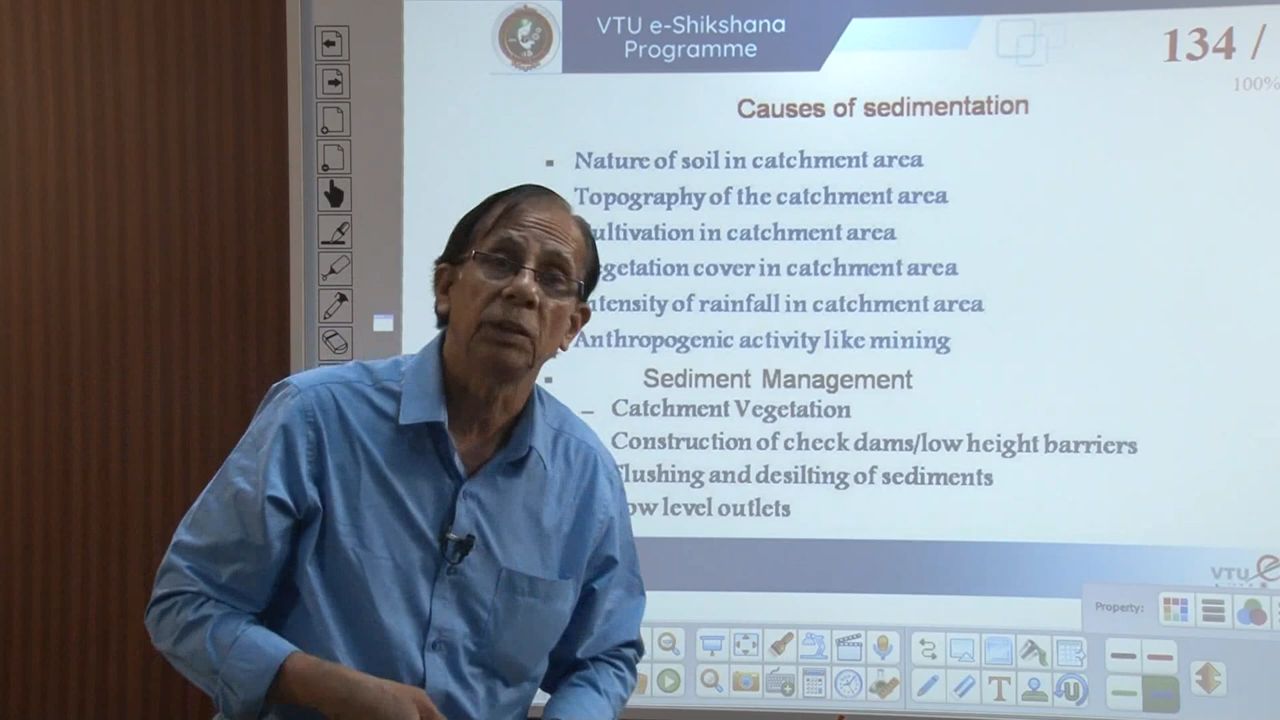 VTU e-Shikshana
Programme
134 /
100%
Causes of sedimentation
Nature of soil in catchment area
Topography of the catchment area
ultivation in catchment area
egetation cover in catchment area
ntensity of rainfall in catchment area
Anthropogenic activity like mining
Sediment Management
– Catchment Vegetation
Construction of check dams/low height barriers
lushing and desilting of sediments
ow level outlets
VTU e
Property: